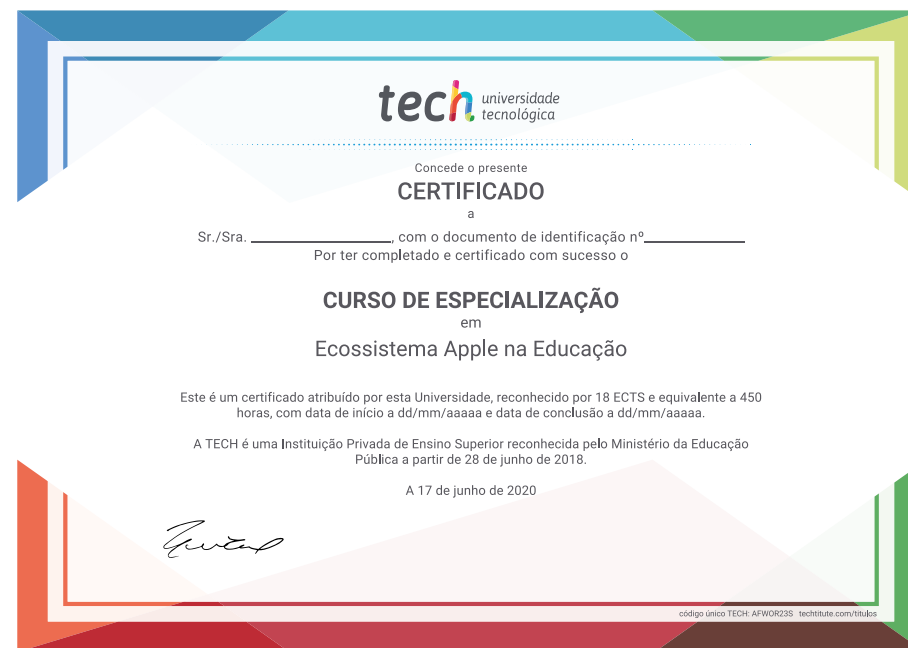 tech universidade
tecnológica
Concede o presente
CERTIFICADO
a
Sr./Sra. ____________, com o documento de identificação nº____________
Por ter completado e certificado com sucesso o
CURSO DE ESPECIALIZAÇÃO
em
Ecossistema Apple na Educação
Este é um certificado atribuído por esta Universidade, reconhecido por 18 ECTS e equivalente a 450
horas, com data de início a dd/mm/aaaaa e data de conclusão a dd/mm/aaaaa.
A TECH é uma Instituição Privada de Ensino Superior reconhecida pelo Ministério da Educação
Pública a partir de 28 de junho de 2018.
A 17 de junho de 2020
código único TECH: AFWOR23S techtitute.com/titulos